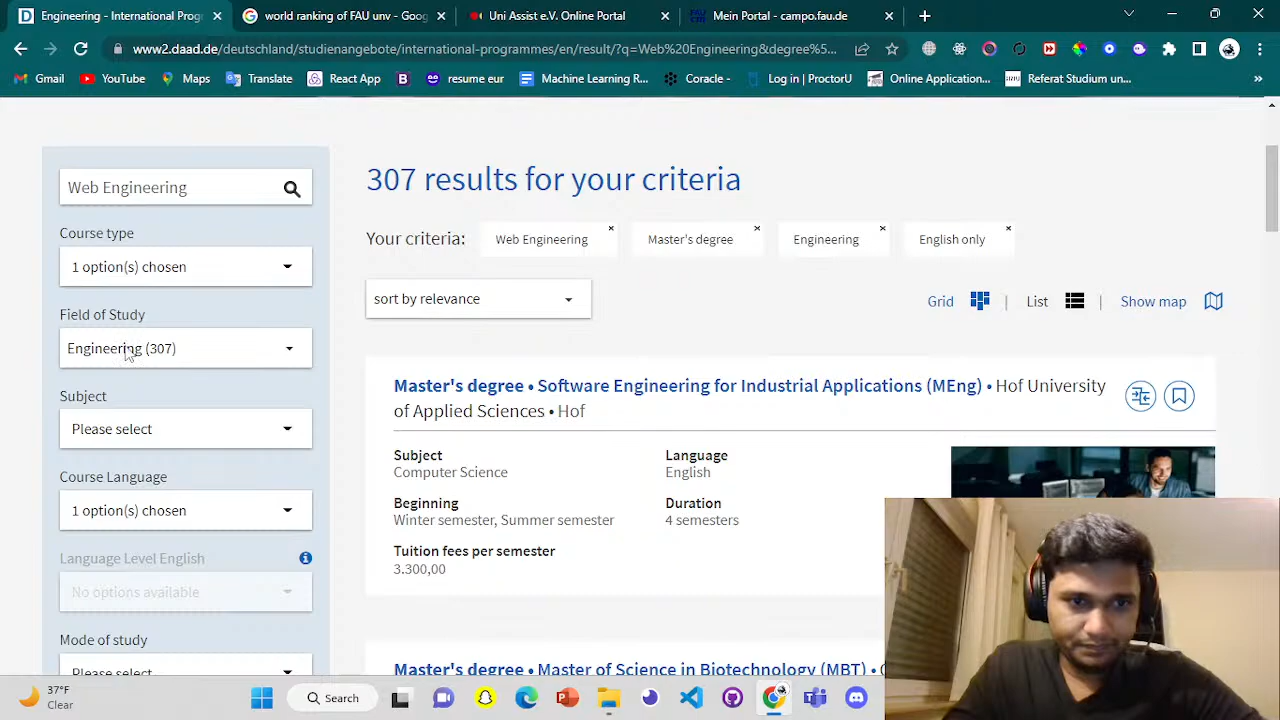 Engineering - International Prog
world ranking of FAU unv - Goog
Uni Assist e.V. Online Portal
Mein Portal - campo.fau.de
www2.daad.de/deutschland/studienangebote/international-programmes/en/result/?q=Web%20Engineering&degree%5...
Gmail
YouTube
Maps
Translate
React App
resume eur
Machine Learning R...
Coracle -
Log in | ProctorU
Online Application...
Referat Studium un...
Web Engineering
Course type
1 option(s) chosen
Field of Study
Engineering (307)
Subject
Please select
Course Language
1 option(s) chosen
Language Level English
No options available
Mode of study
Please select
307 results for your criteria
Your criteria: Web Engineering Master's degree Engineering English only
sort by relevance
Grid | List | Show map
Master's degree • Software Engineering for Industrial Applications (MEng) • Hof University
of Applied Sciences • Hof
Subject
Computer Science
Language
English
Beginning
Winter semester, Summer semester
Duration
4 semesters
Tuition fees per semester
3.300,00
Master's degree • Master of Science in Biotechnology (MBT) •
37°F
Clear
Search